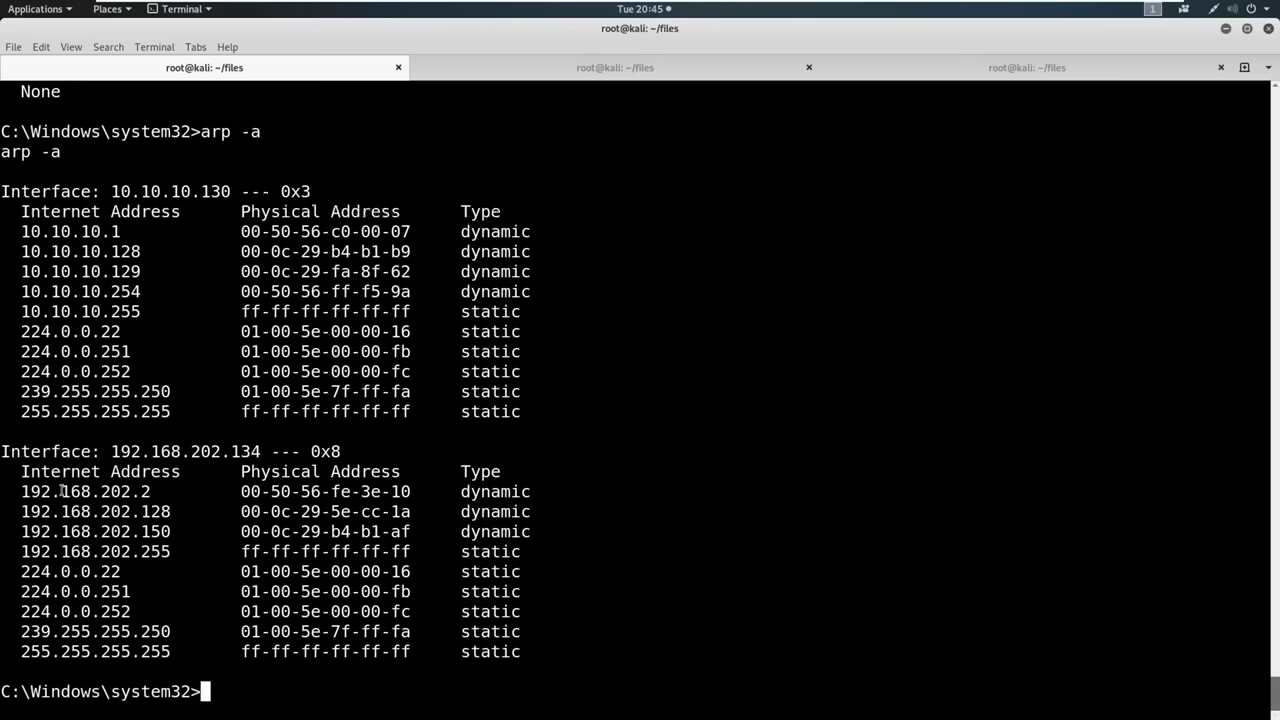 Applications Places Terminal Tue 20:45 1
root@kali: ~/files
File Edit View Search Terminal Tabs Help
root@kali: ~/files root@kali: ~/files root@kali: ~/files
None
C:\Windows\system32>arp -a
arp -a
Interface: 10.10.10.130 --- 0x3
Internet Address Physical Address Type
10.10.10.1 00-50-56-c0-00-07 dynamic
10.10.10.128 00-0c-29-b4-b1-b9 dynamic
10.10.10.129 00-0c-29-fa-8f-62 dynamic
10.10.10.254 00-50-56-ff-f5-9a dynamic
10.10.10.255 ff-ff-ff-ff-ff-ff static
224.0.0.22 01-00-5e-00-00-16 static
224.0.0.251 01-00-5e-00-00-fb static
224.0.0.252 01-00-5e-00-00-fc static
239.255.255.250 01-00-5e-7f-ff-fa static
255.255.255.255 ff-ff-ff-ff-ff-ff static
Interface: 192.168.202.134 --- 0x8
Internet Address Physical Address Type
192.168.202.2 00-50-56-fe-3e-10 dynamic
192.168.202.128 00-0c-29-5e-cc-1a dynamic
192.168.202.150 00-0c-29-b4-b1-af dynamic
192.168.202.255 ff-ff-ff-ff-ff-ff static
224.0.0.22 01-00-5e-00-00-16 static
224.0.0.251 01-00-5e-00-00-fb static
224.0.0.252 01-00-5e-00-00-fc static
239.255.255.250 01-00-5e-7f-ff-fa static
255.255.255.255 ff-ff-ff-ff-ff-ff static
C:\Windows\system32>